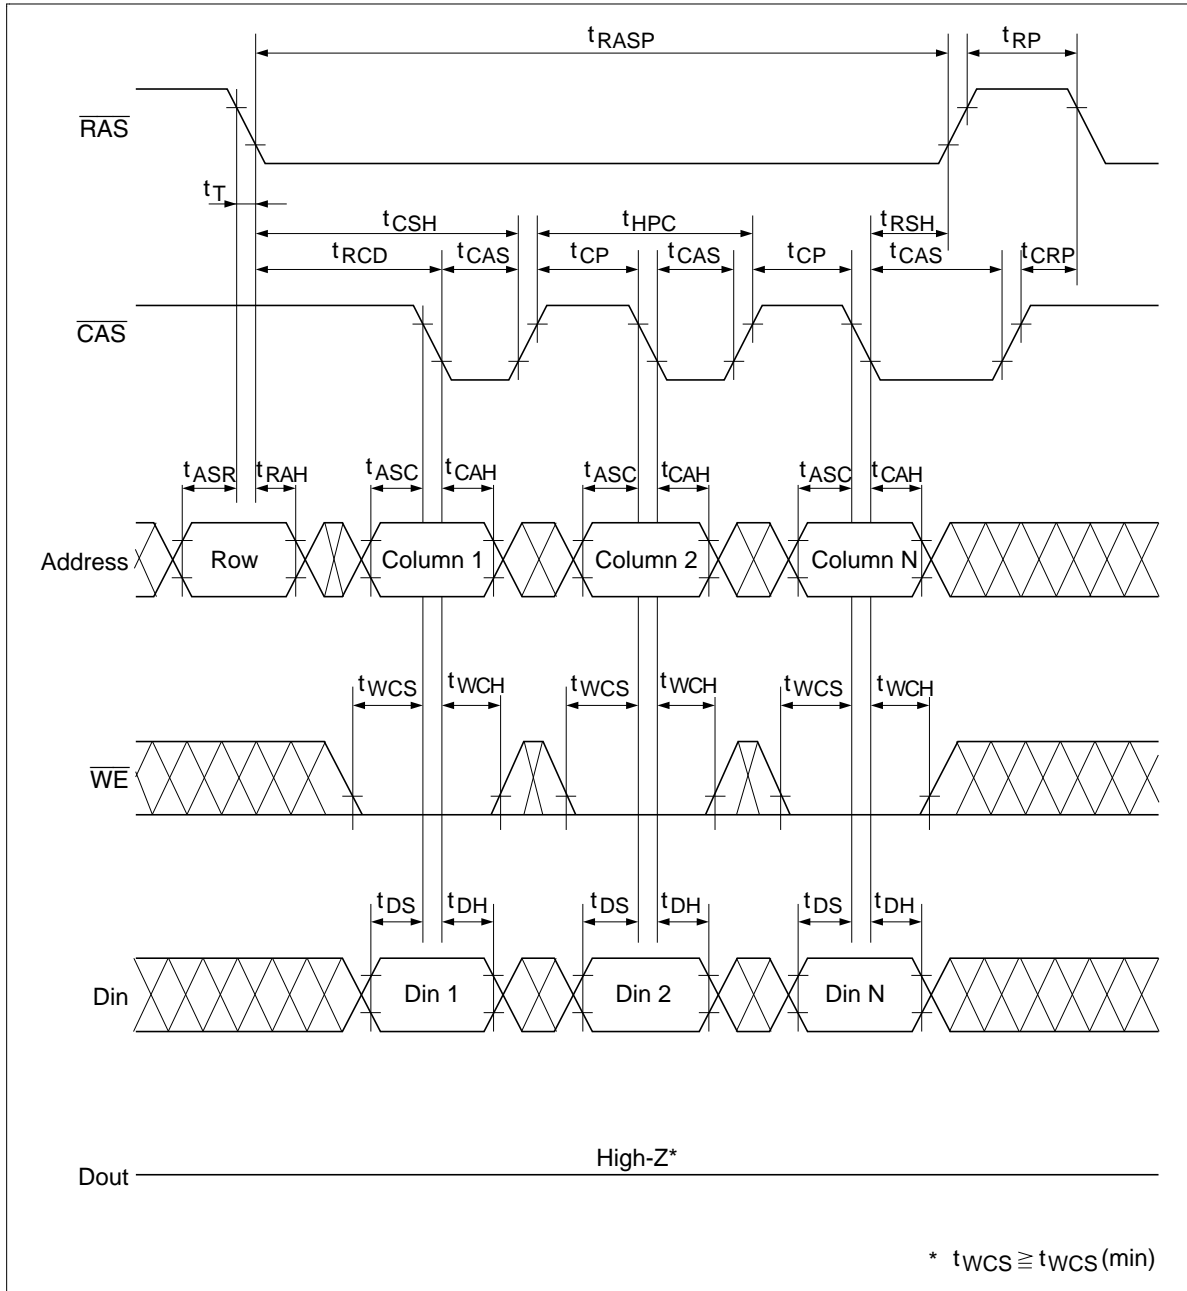 tRASP tRP
RAS
tT
tCSH tHPC tRSH
tRCD tCAS tCP tCAS tCP tCAS tCRP
CAS
tASR tRAH tASC tCAH tASC tCAH tASC tCAH
Address Row Column 1 Column 2 Column N
tWCS tWCH tWCS tWCH tWCS tWCH
WE
tDS tDH tDS tDH tDS tDH
Din Din 1 Din 2 Din N
High-Z*
Dout
* tWCS ≧ tWCS (min)